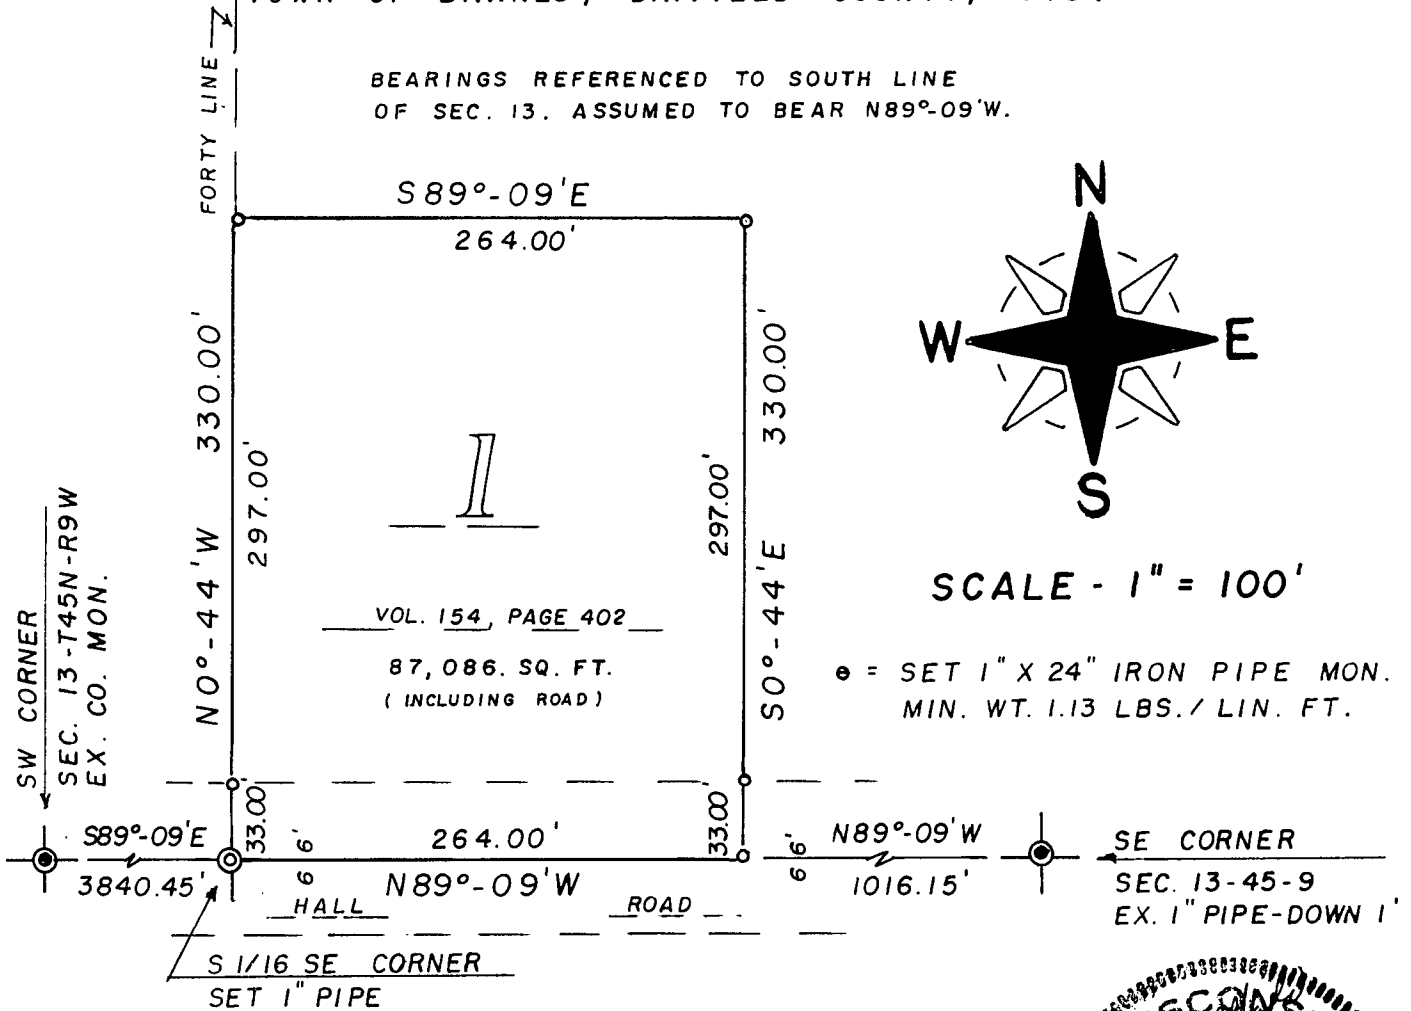 BEARINGS REFERENCED TO SOUTH LINE
OF SEC. 13. ASSUMED TO BEAR N89°-09'W.
FORTY LINE
S89°-09'E
264.00'
N
W E
S
330.00'
297.00'
N0°-44'W
1
297.00'
330.00'
S0°-44'E
VOL. 154, PAGE 402
87,086. SQ. FT.
( INCLUDING ROAD )
SCALE - 1" = 100'
= SET 1" X 24" IRON PIPE MON.
MIN. WT. 1.13 LBS. / LIN. FT.
SW CORNER
SEC. 13-T45N-R9W
EX. CO. MON.
33.00'
33.00'
S89°-09'E
3840.45'
66'
264.00'
N89°-09'W
66'
N89°-09'W
1016.15'
SE CORNER
SEC. 13-45-9
EX. 1" PIPE-DOWN 1'
HALL ROAD
S 1/16 SE CORNER
SET 1" PIPE